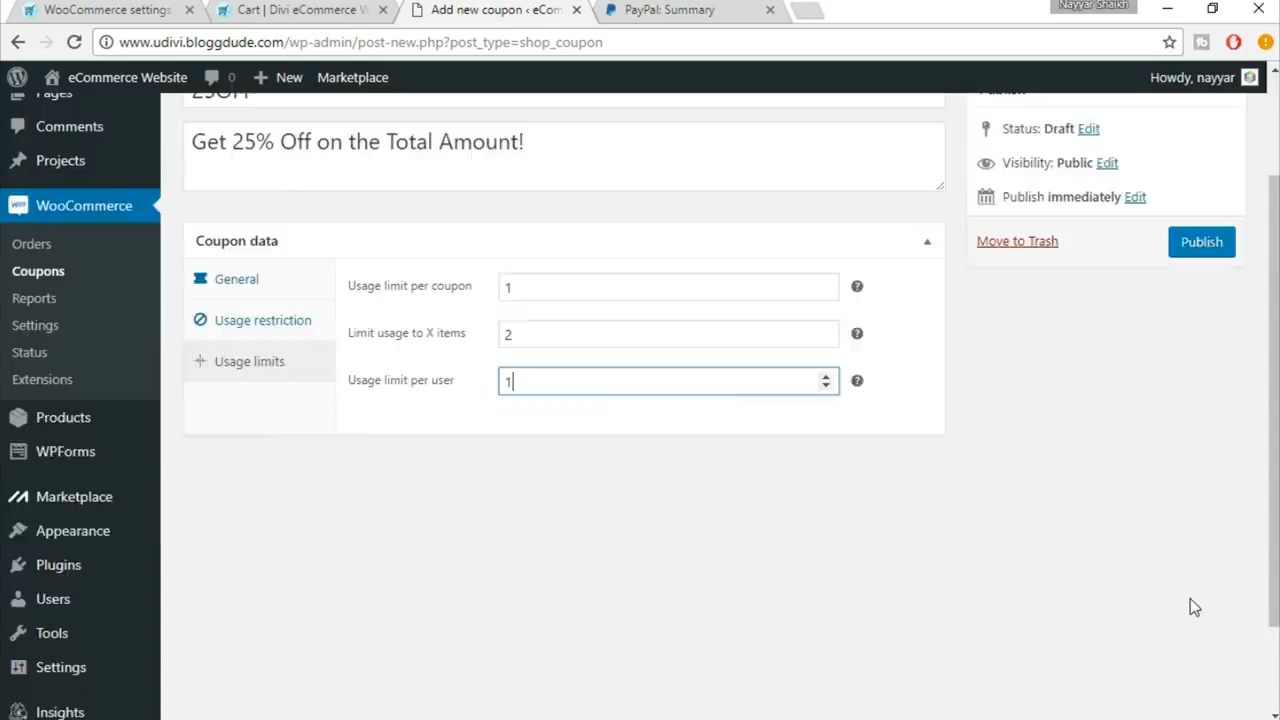 WooCommerce settings
Cart | Divi eCommerce W
Add new coupon ‹ eCom
PayPal: Summary
Nayyar Shaikh
www.udivi.bloggdude.com/wp-admin/post-new.php?post_type=shop_coupon
eCommerce Website
0
New
Marketplace
Howdy, nayyar
Pages
Comments
Projects
WooCommerce
Orders
Coupons
Reports
Settings
Status
Extensions
Products
WPForms
Marketplace
Appearance
Plugins
Users
Tools
Settings
Insights
25OFF
Get 25% Off on the Total Amount!
Coupon data
General
Usage restriction
Usage limits
Usage limit per coupon
1
Limit usage to X items
2
Usage limit per user
1
Publish
Status: Draft Edit
Visibility: Public Edit
Publish immediately Edit
Move to Trash
Publish